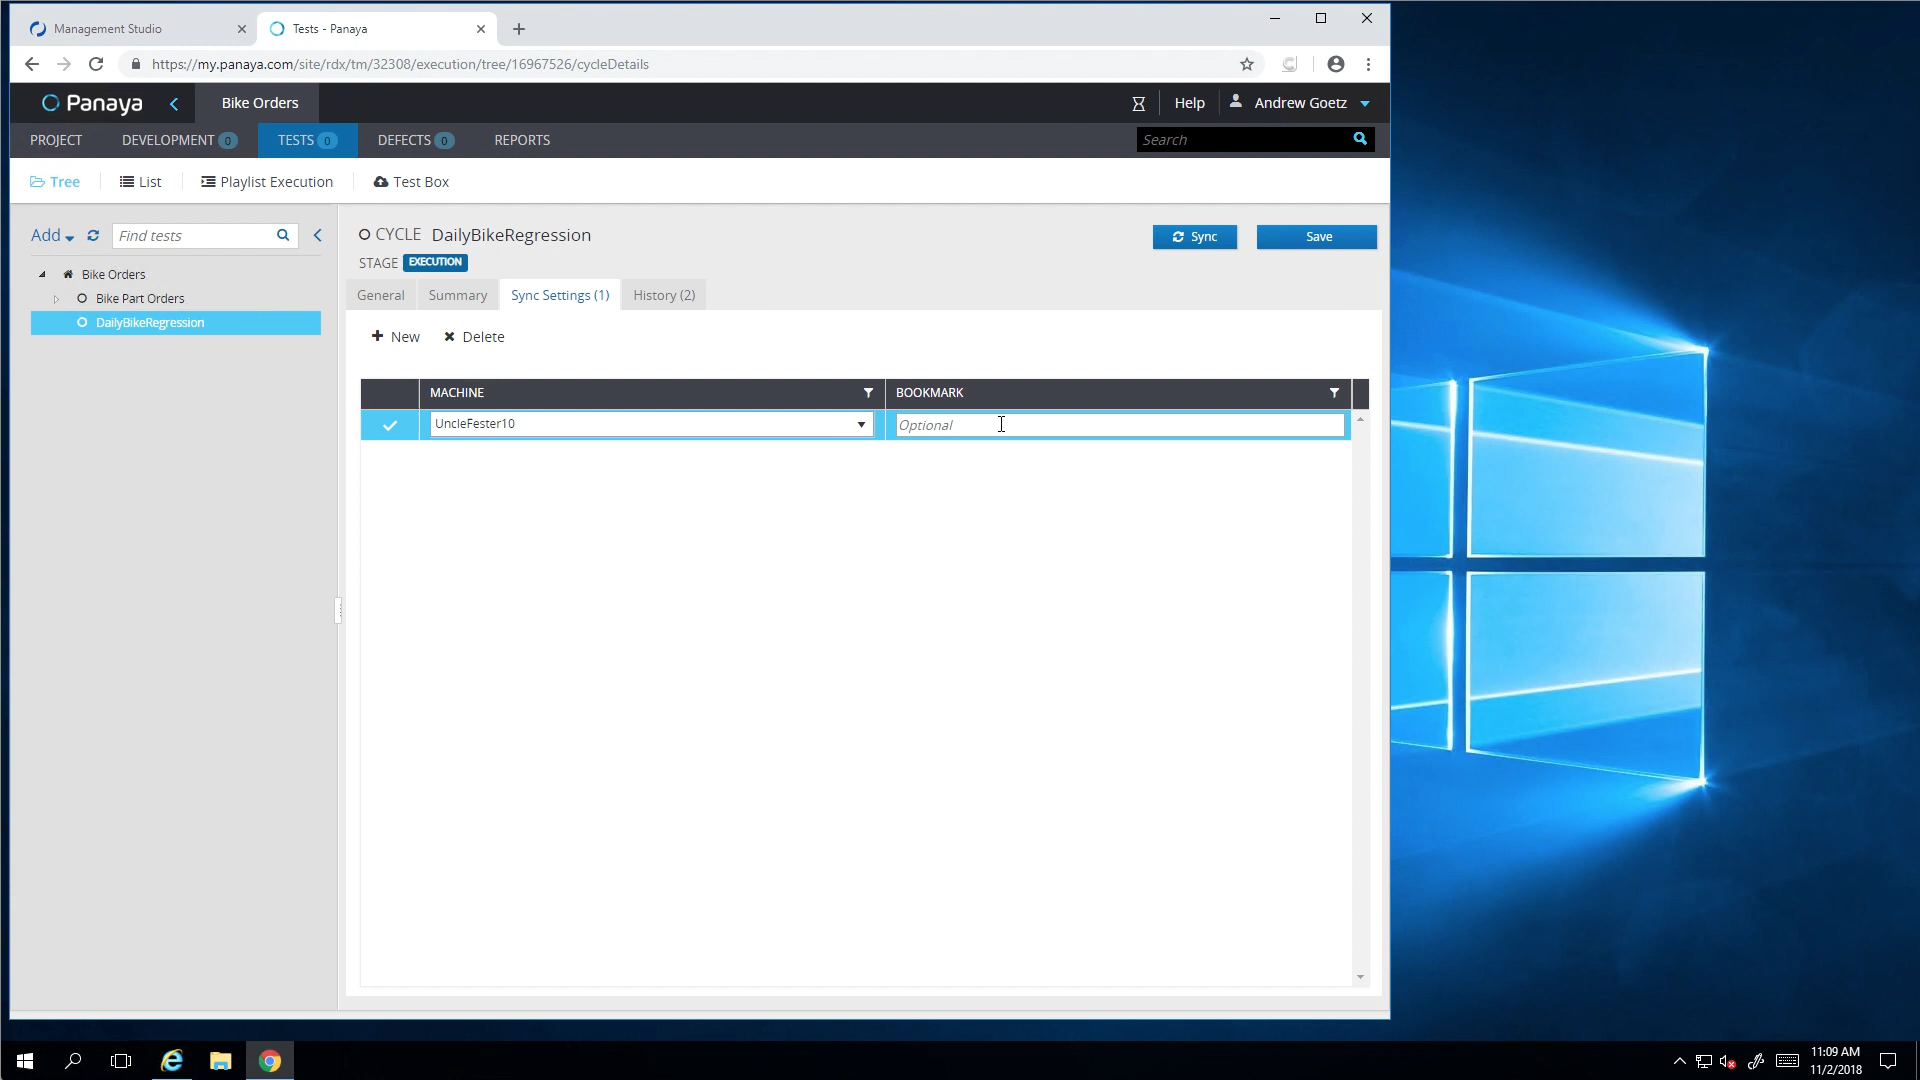 Management Studio
Tests - Panaya
https://my.panaya.com/site/rdx/tm/32308/execution/tree/16967526/cycleDetails
Panaya
Bike Orders
Help
Andrew Goetz
PROJECT
DEVELOPMENT 0
TESTS 0
DEFECTS 0
REPORTS
Search
Tree
List
Playlist Execution
Test Box
Add
Find tests
Bike Orders
Bike Part Orders
DailyBikeRegression
CYCLE DailyBikeRegression
Sync
Save
STAGE EXECUTION
General
Summary
Sync Settings (1)
History (2)
New
Delete
MACHINE
BOOKMARK
UncleFester10
Optional
11:09 AM
11/2/2018